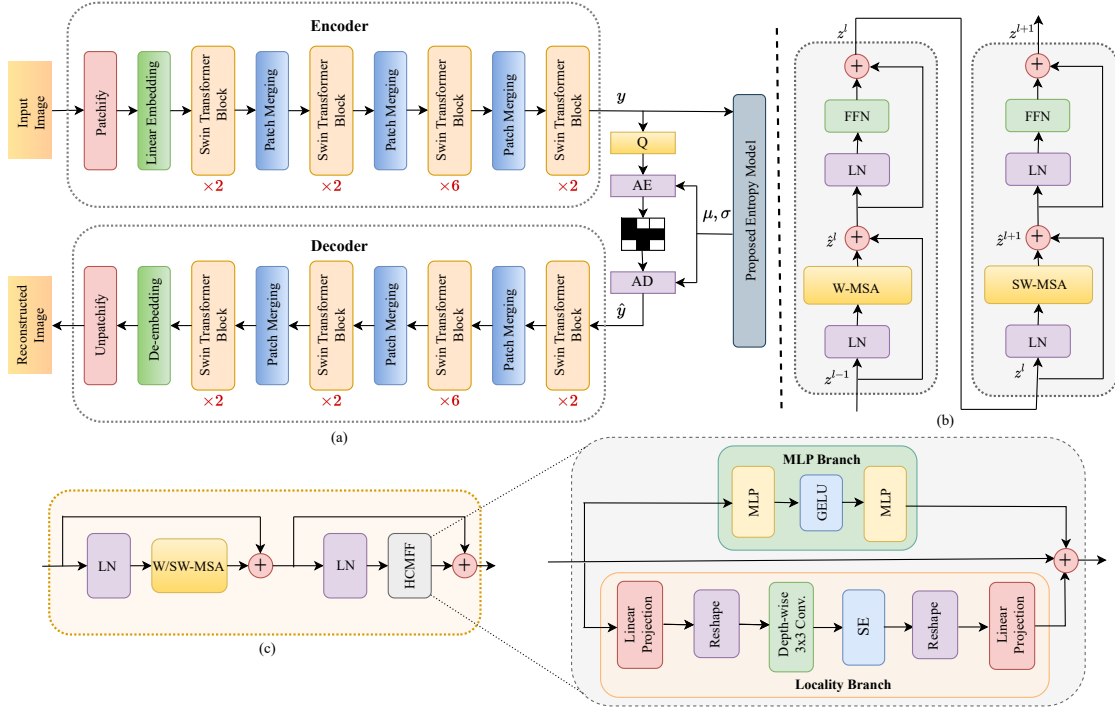 Encoder
Input
Image
Patchify
Linear Embedding
Swin Transformer
Block
×2
Patch Merging
Swin Transformer
Block
×2
Patch Merging
Swin Transformer
Block
×6
Patch Merging
Swin Transformer
Block
×2
y
Q
AE
μ, σ
AD
ŷ
Proposed Entropy Model
Decoder
Reconstructed
Image
Unpatchify
De-embedding
Swin Transformer
Block
×2
Patch Merging
Swin Transformer
Block
×2
Patch Merging
Swin Transformer
Block
×6
Patch Merging
Swin Transformer
Block
×2
(a)
z^l
+
FFN
LN
ẑ^l
+
W-MSA
LN
z^{l−1}
z^{l+1}
+
FFN
LN
ẑ^{l+1}
+
SW-MSA
LN
z^l
(b)
LN
W/SW-MSA
+
LN
HCMFF
+
(c)
MLP Branch
MLP
GELU
MLP
+
Linear
Projection
Reshape
Depth-wise
3x3 Conv.
SE
Reshape
Linear
Projection
Locality Branch